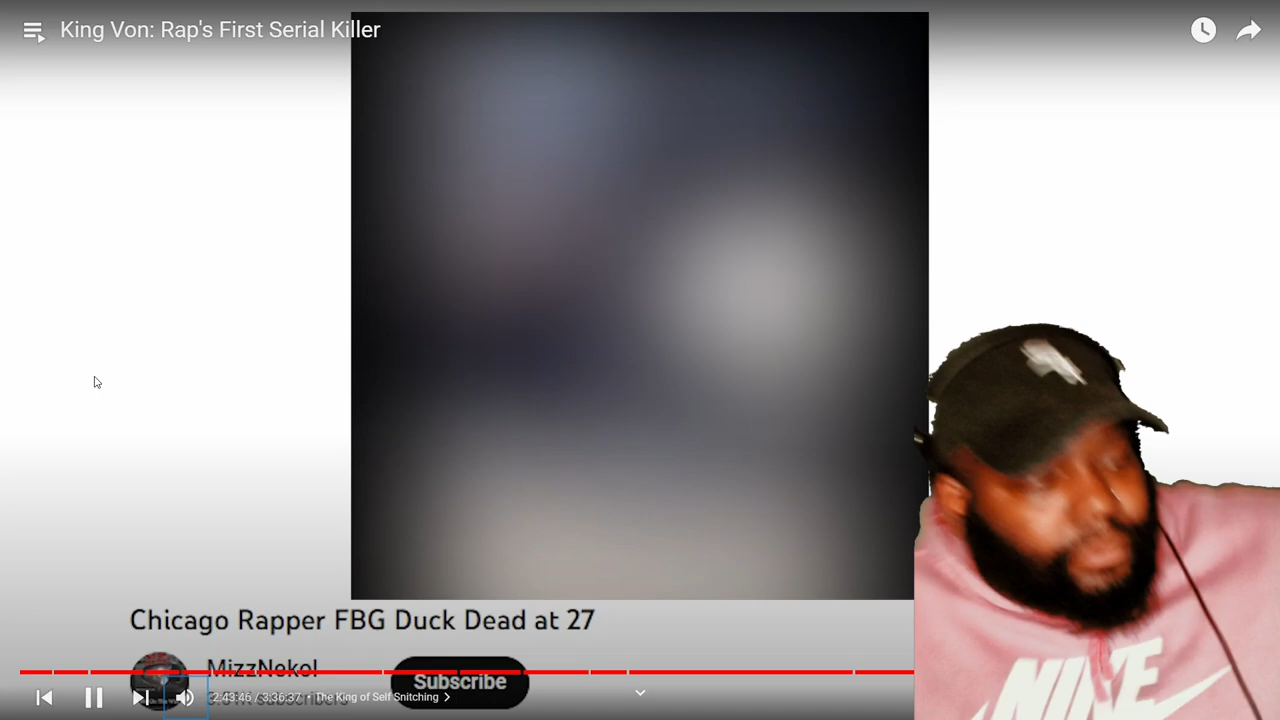 King Von: Rap's First Serial Killer
Chicago Rapper FBG Duck Dead at 27
MizzNekol
Subscribe
subscribers
2:43:46 / 3:36:37 • The King of Self Snitching
NIKE